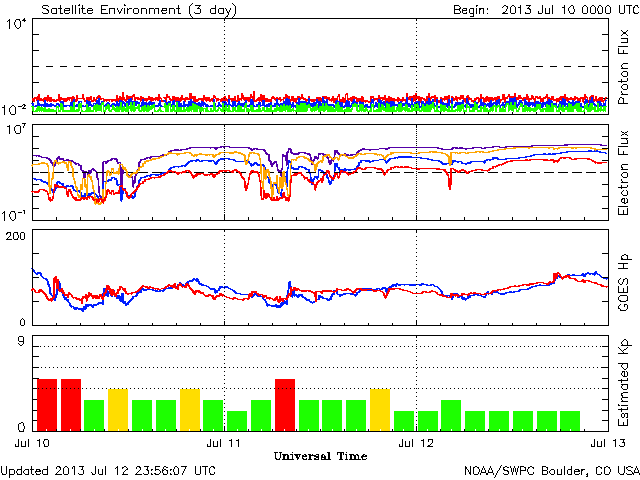 Satellite Environment (3 day) Begin: 2013 Jul 10 0000 UTC
10⁴
10⁻²
Proton Flux
10⁷
10⁻¹
Electron Flux
200
0
GOES Hp
9
0
Estimated Kp
Jul 10 Jul 11 Jul 12 Jul 13
Universal Time
Updated 2013 Jul 12 23:56:07 UTC NOAA/SWPC Boulder, CO USA